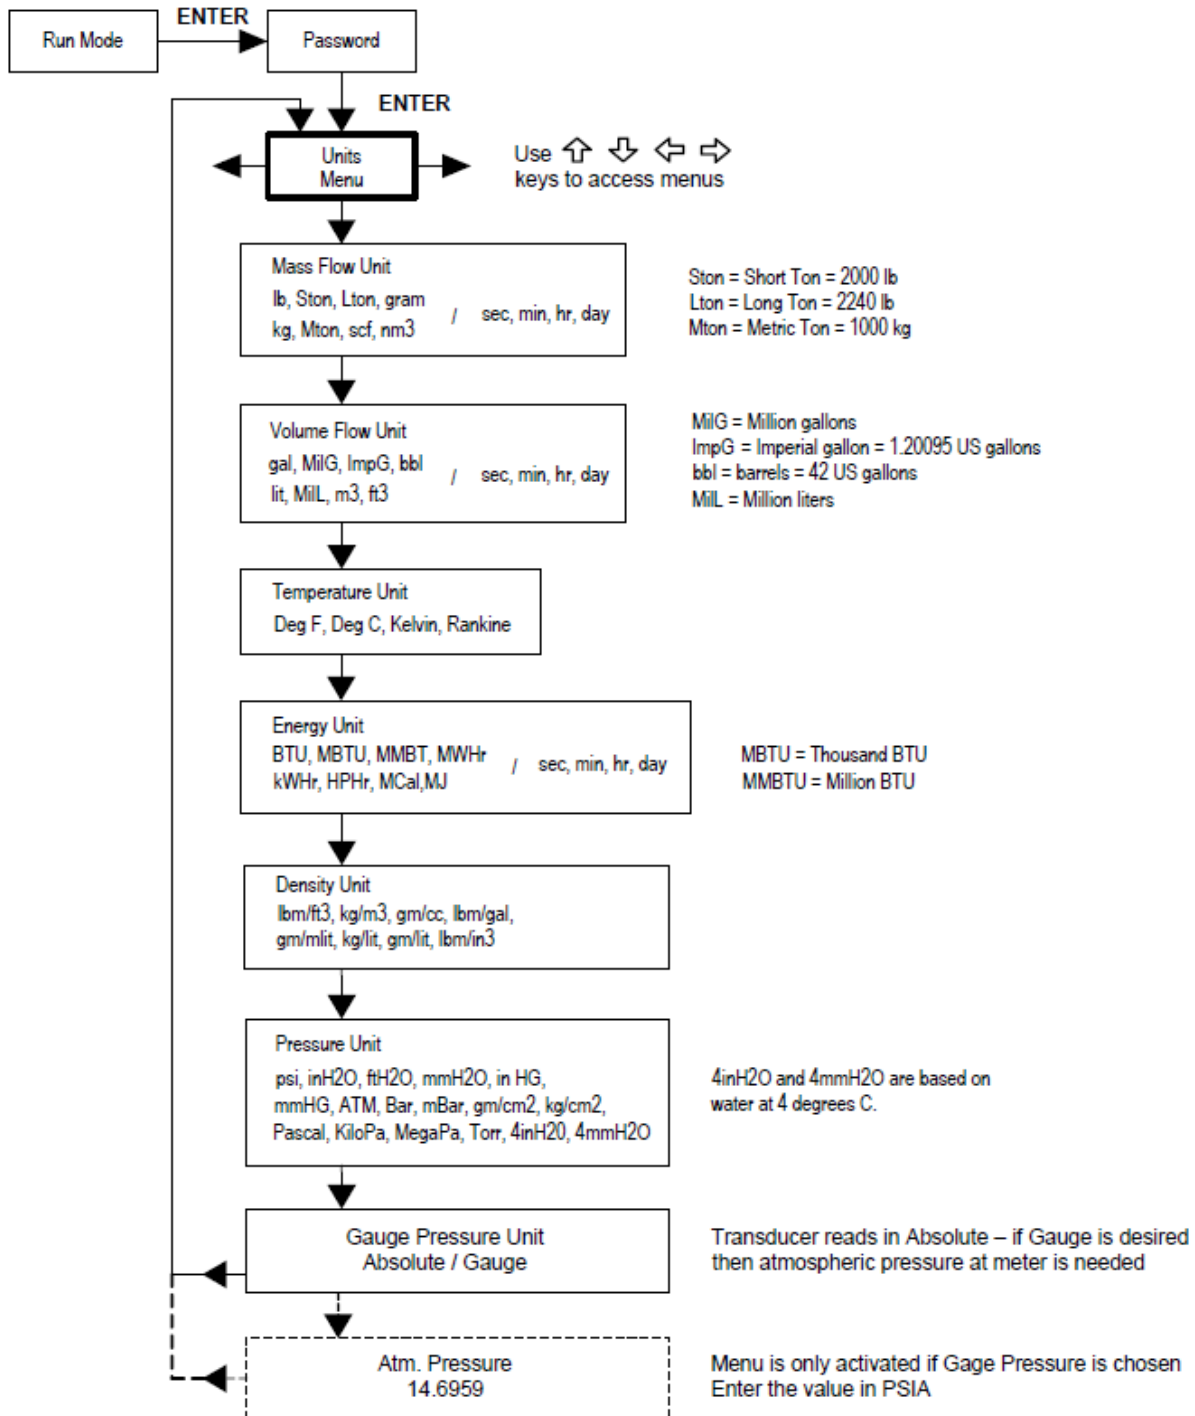 ENTER
Run Mode
Password
ENTER
Units
Menu
Use
keys to access menus
Mass Flow Unit
lb, Ston, Lton, gram
kg, Mton, scf, nm3
/ sec, min, hr, day
Ston = Short Ton = 2000 lb
Lton = Long Ton = 2240 lb
Mton = Metric Ton = 1000 kg
Volume Flow Unit
gal, MilG, ImpG, bbl
lit, MilL, m3, ft3
/ sec, min, hr, day
MilG = Million gallons
ImpG = Imperial gallon = 1.20095 US gallons
bbl = barrels = 42 US gallons
MilL = Million liters
Temperature Unit
Deg F, Deg C, Kelvin, Rankine
Energy Unit
BTU, MBTU, MMBT, MWHr
kWHr, HPHr, MCal,MJ
/ sec, min, hr, day
MBTU = Thousand BTU
MMBTU = Million BTU
Density Unit
lbm/ft3, kg/m3, gm/cc, lbm/gal,
gm/mlit, kg/lit, gm/lit, lbm/in3
Pressure Unit
psi, inH2O, ftH2O, mmH2O, in HG,
mmHG, ATM, Bar, mBar, gm/cm2, kg/cm2,
Pascal, KiloPa, MegaPa, Torr, 4inH20, 4mmH2O
4inH2O and 4mmH2O are based on
water at 4 degrees C.
Gauge Pressure Unit
Absolute / Gauge
Transducer reads in Absolute – if Gauge is desired
then atmospheric pressure at meter is needed
Atm. Pressure
14.6959
Menu is only activated if Gage Pressure is chosen
Enter the value in PSIA